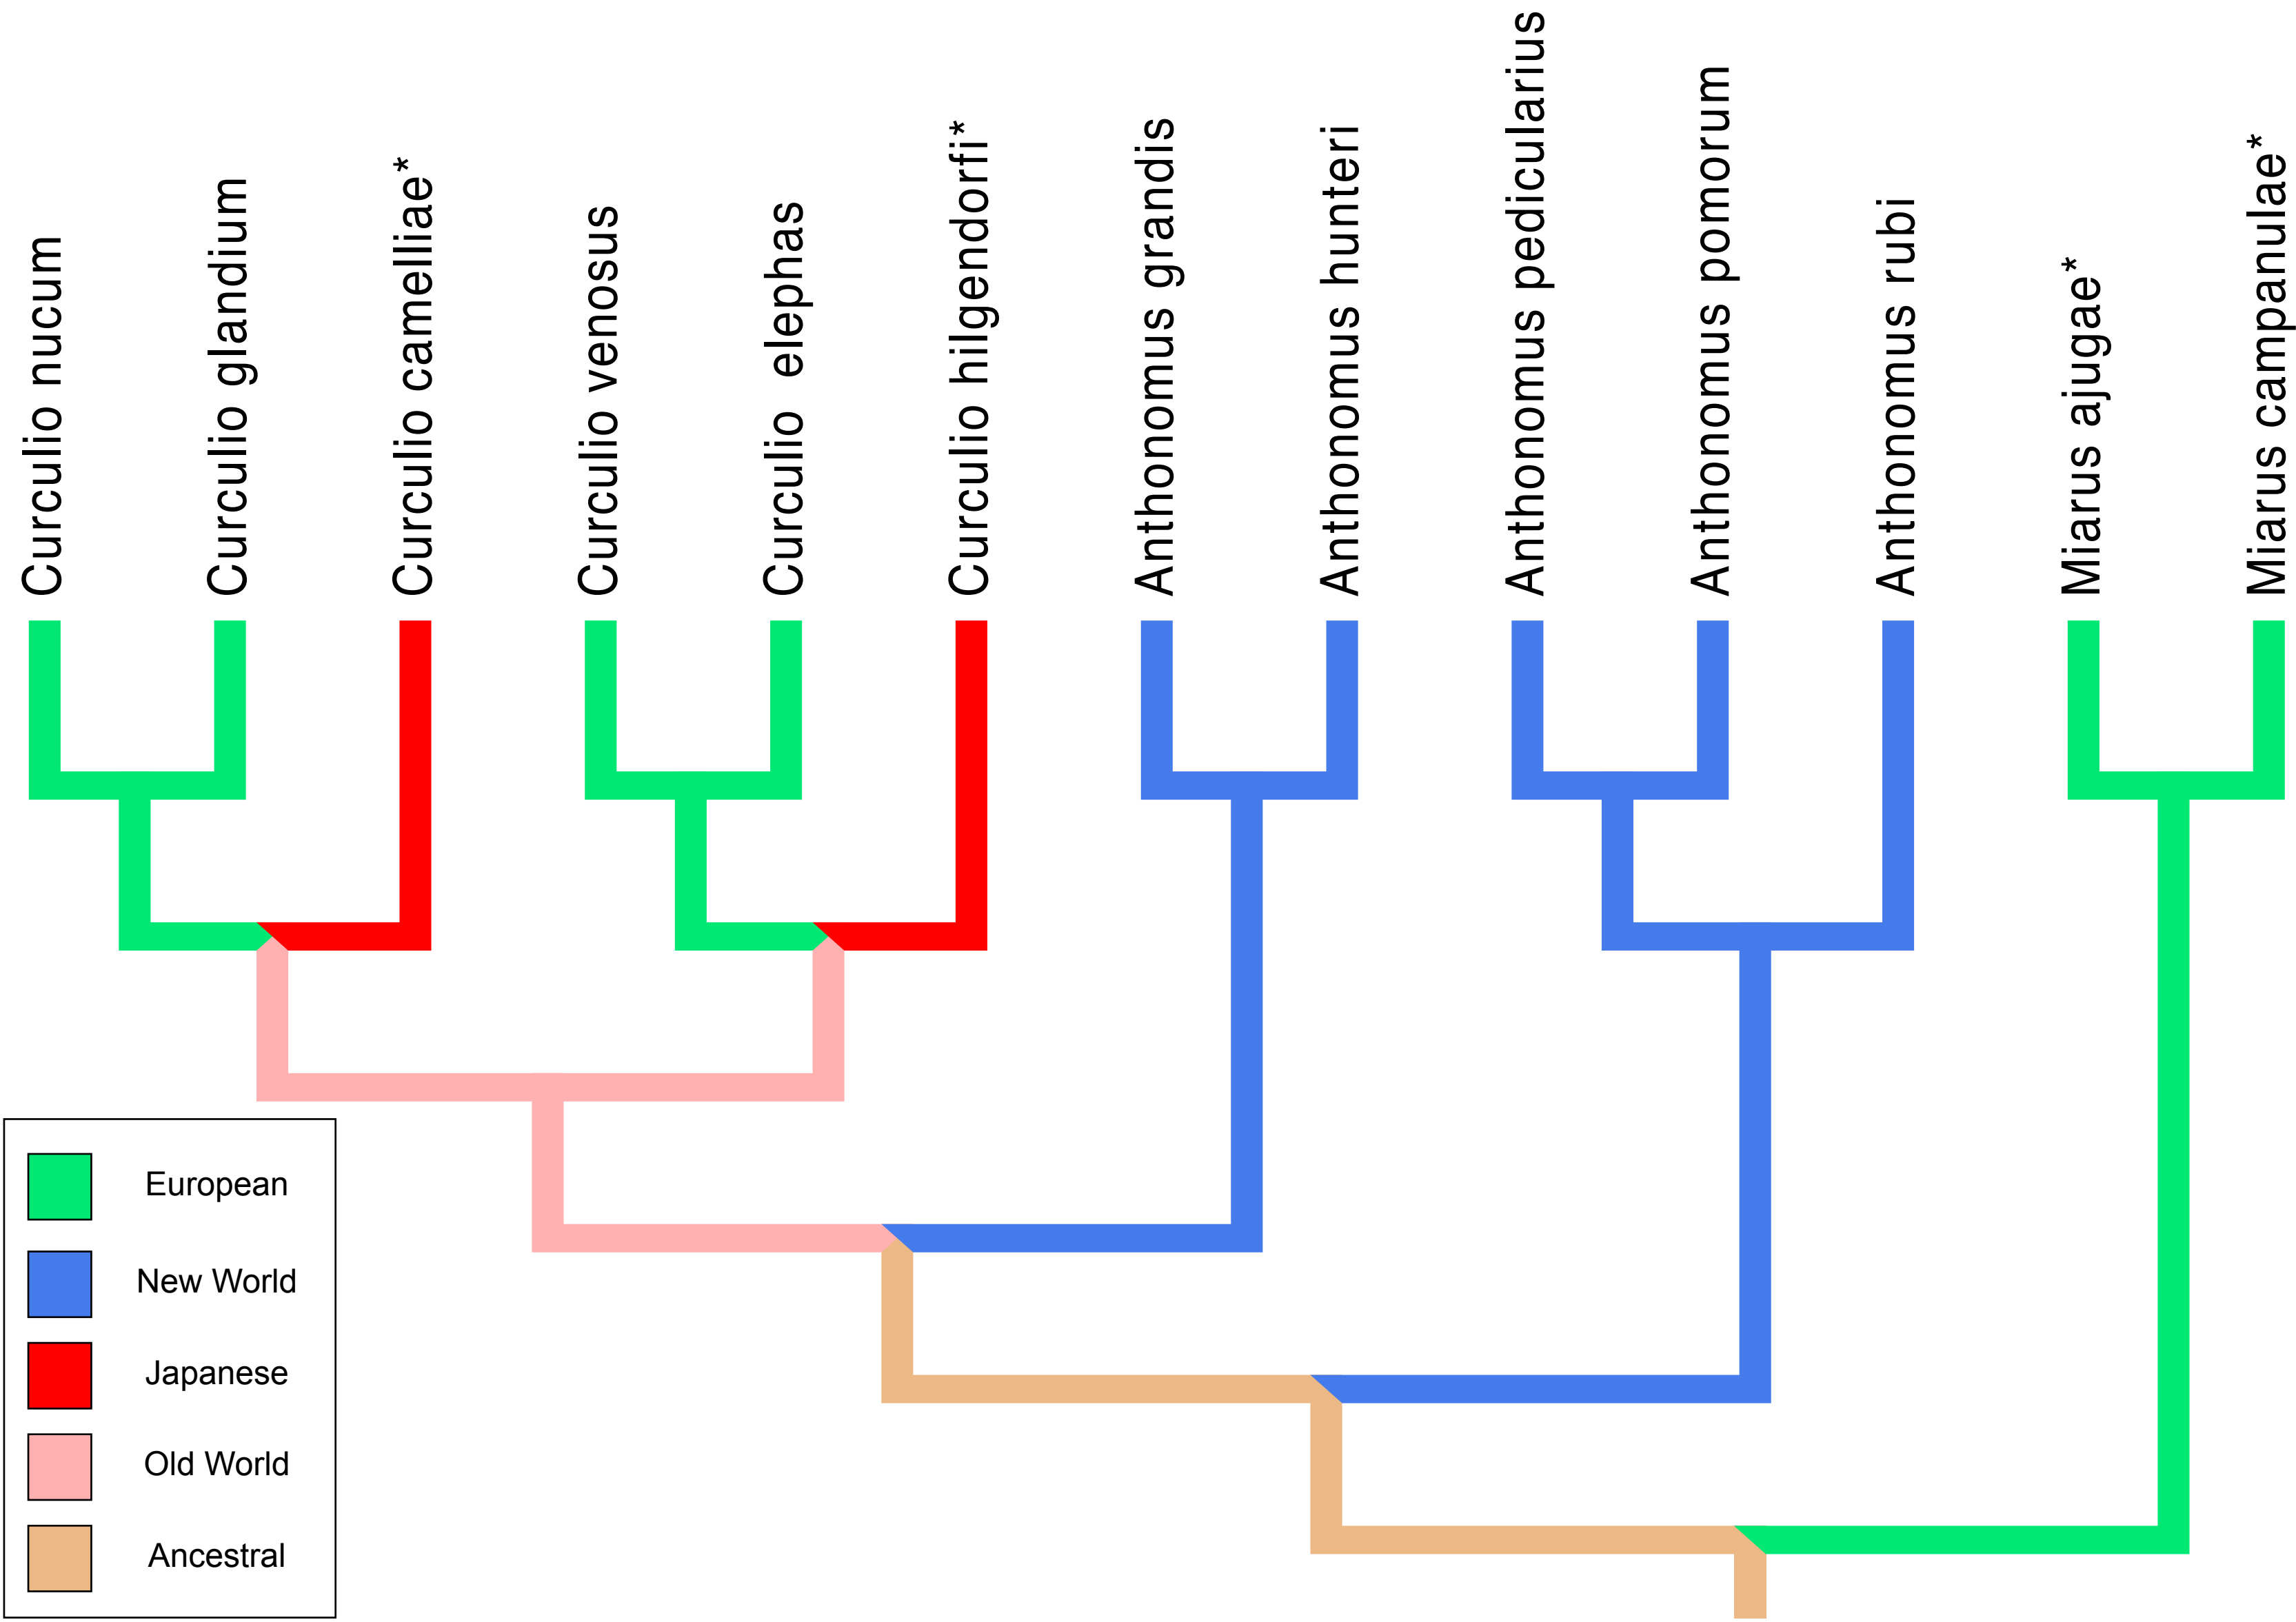 Curculio nucum
Curculio glandium
Curculio camelliae*
Curculio venosus
Curculio elephas
Curculio hilgendorfi*
Anthonomus grandis
Anthonomus hunteri
Anthonomus pedicularius
Anthonomus pomorum
Anthonomus rubi
Miarus ajugae*
Miarus campanulae*
European
New World
Japanese
Old World
Ancestral